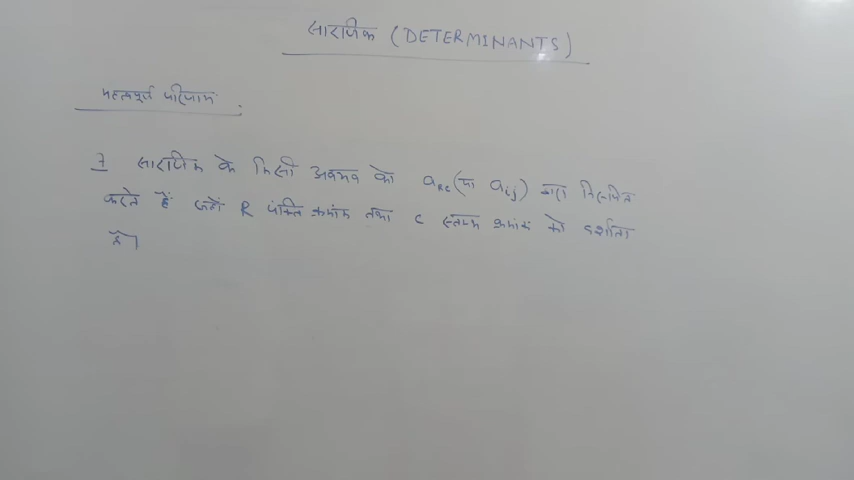 सारणिक (DETERMINANTS)
महत्वपूर्ण परिणाम :
1 सारणिक के किसी अवयव को aRC (या aij) द्वारा निरूपित
करते हैं जहाँ R पंक्ति क्रमांक तथा C स्तम्भ क्रमांक को दर्शाता
है।